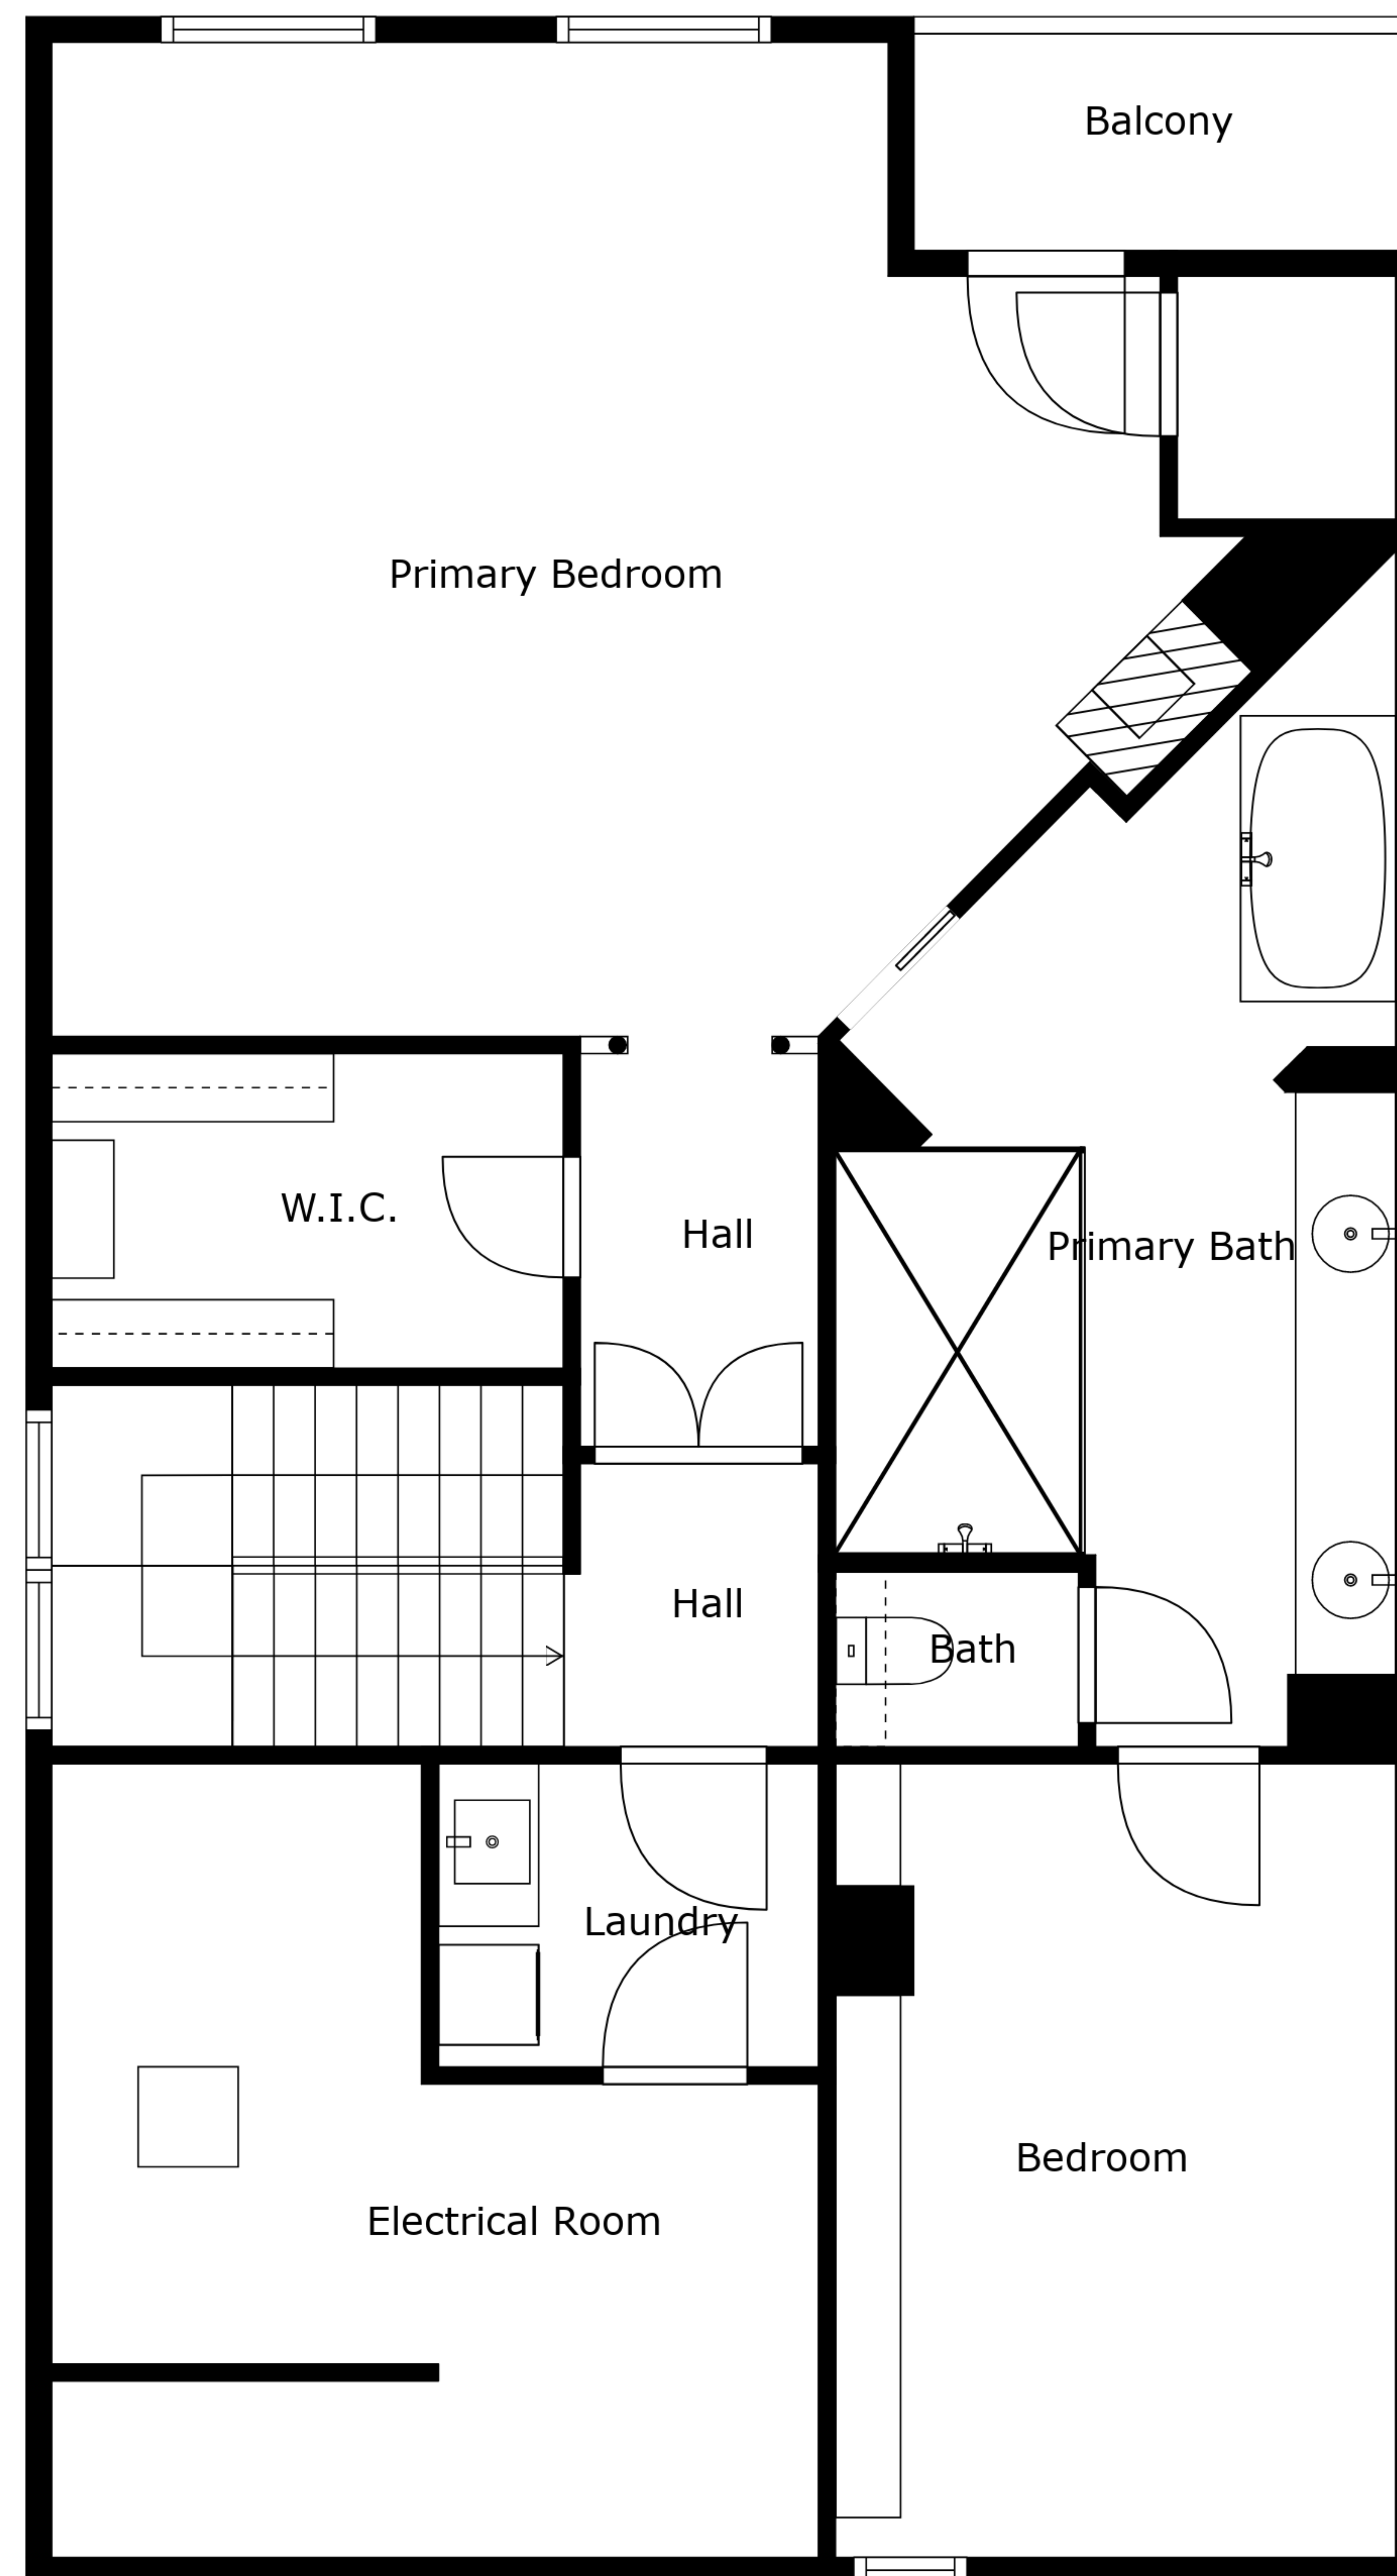 Balcony
Primary Bedroom
W.I.C.
Hall
Primary Bath
Hall
Bath
Laundry
Bedroom
Electrical Room